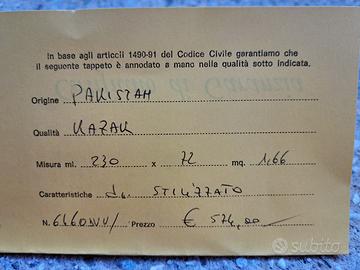 In base agli articoli 1490-91 del Codice Civile garantiamo che
il seguente tappeto è annodato a mano nella qualità sotto indicata.
Origine PAKISTAN
Qualità KAZAK
Misura ml. 230 x 72 mq. 1,66
Caratteristiche STILIZZATO
N. Prezzo € 574,00
subito